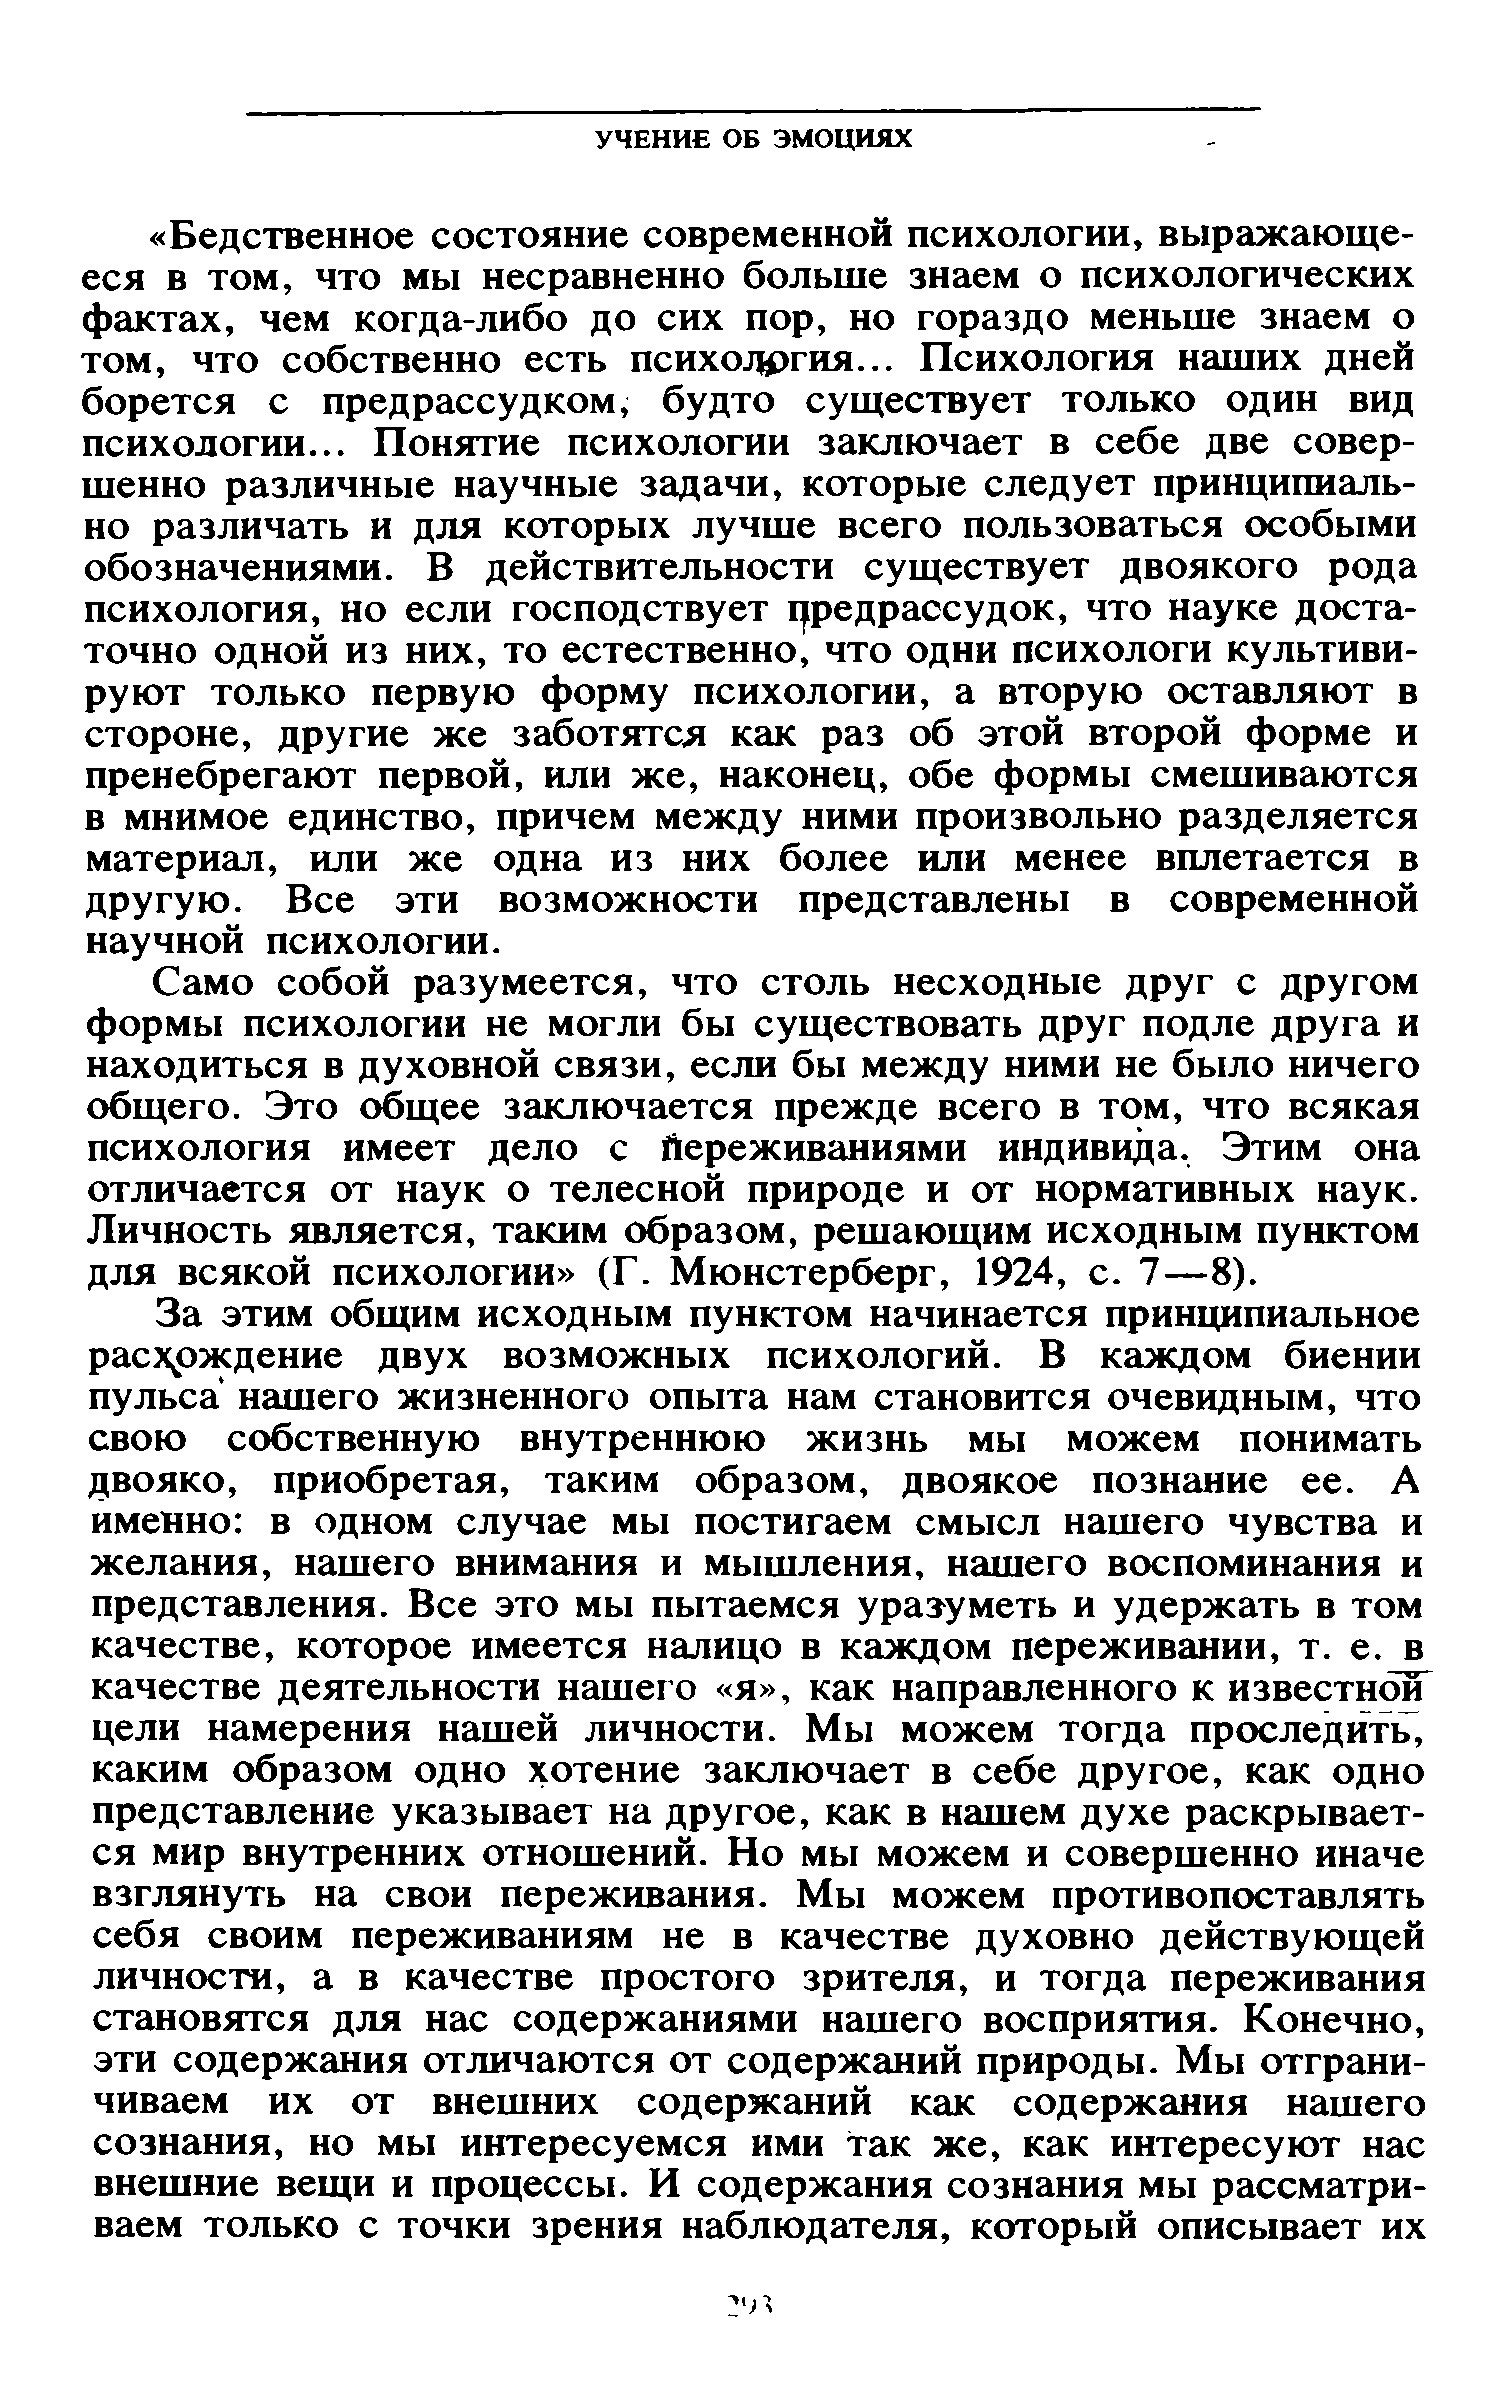 УЧЕНИЕ ОБ ЭМОЦИЯХ
«Бедственное состояние современной психологии, выражающе-
еся в том, что мы несравненно больше знаем о психологических
фактах, чем когда-либо до сих пор, но гораздо меньше знаем о
том, что собственно есть психология... Психология наших дней
борется с предрассудком, будто существует только один вид
психологии... Понятие психологии заключает в себе две совер-
шенно различные научные задачи, которые следует принципиаль-
но различать и для которых лучше всего пользоваться особыми
обозначениями. В действительности существует двоякого рода
психология, но если господствует предрассудок, что науке доста-
точно одной из них, то естественно, что одни психологи культиви-
руют только первую форму психологии, а вторую оставляют в
стороне, другие же заботятся как раз об этой второй форме и
пренебрегают первой, или же, наконец, обе формы смешиваются
в мнимое единство, причем между ними произвольно разделяется
материал, или же одна из них более или менее вплетается в
другую. Все эти возможности представлены в современной
научной психологии.
Само собой разумеется, что столь несходные друг с другом
формы психологии не могли бы существовать друг подле друга и
находиться в духовной связи, если бы между ними не было ничего
общего. Это общее заключается прежде всего в том, что всякая
психология имеет дело с переживаниями индивида. Этим она
отличается от наук о телесной природе и от нормативных наук.
Личность является, таким образом, решающим исходным пунктом
для всякой психологии» (Г. Мюнстерберг, 1924, с. 7—8).
За этим общим исходным пунктом начинается принципиальное
расхождение двух возможных психологий. В каждом биении
пульса нашего жизненного опыта нам становится очевидным, что
свою собственную внутреннюю жизнь мы можем понимать
двояко, приобретая, таким образом, двоякое познание ее. А
именно: в одном случае мы постигаем смысл нашего чувства и
желания, нашего внимания и мышления, нашего воспоминания и
представления. Все это мы пытаемся уразуметь и удержать в том
качестве, которое имеется налицо в каждом переживании, т. е. в
качестве деятельности нашего «я», как направленного к известной
цели намерения нашей личности. Мы можем тогда проследить,
каким образом одно хотение заключает в себе другое, как одно
представление указывает на другое, как в нашем духе раскрывает-
ся мир внутренних отношений. Но мы можем и совершенно иначе
взглянуть на свои переживания. Мы можем противопоставлять
себя своим переживаниям не в качестве духовно действующей
личности, а в качестве простого зрителя, и тогда переживания
становятся для нас содержаниями нашего восприятия. Конечно,
эти содержания отличаются от содержаний природы. Мы отграни-
чиваем их от внешних содержаний как содержания нашего
сознания, но мы интересуемся ими так же, как интересуют нас
внешние вещи и процессы. И содержания сознания мы рассматри-
ваем только с точки зрения наблюдателя, который описывает их
293